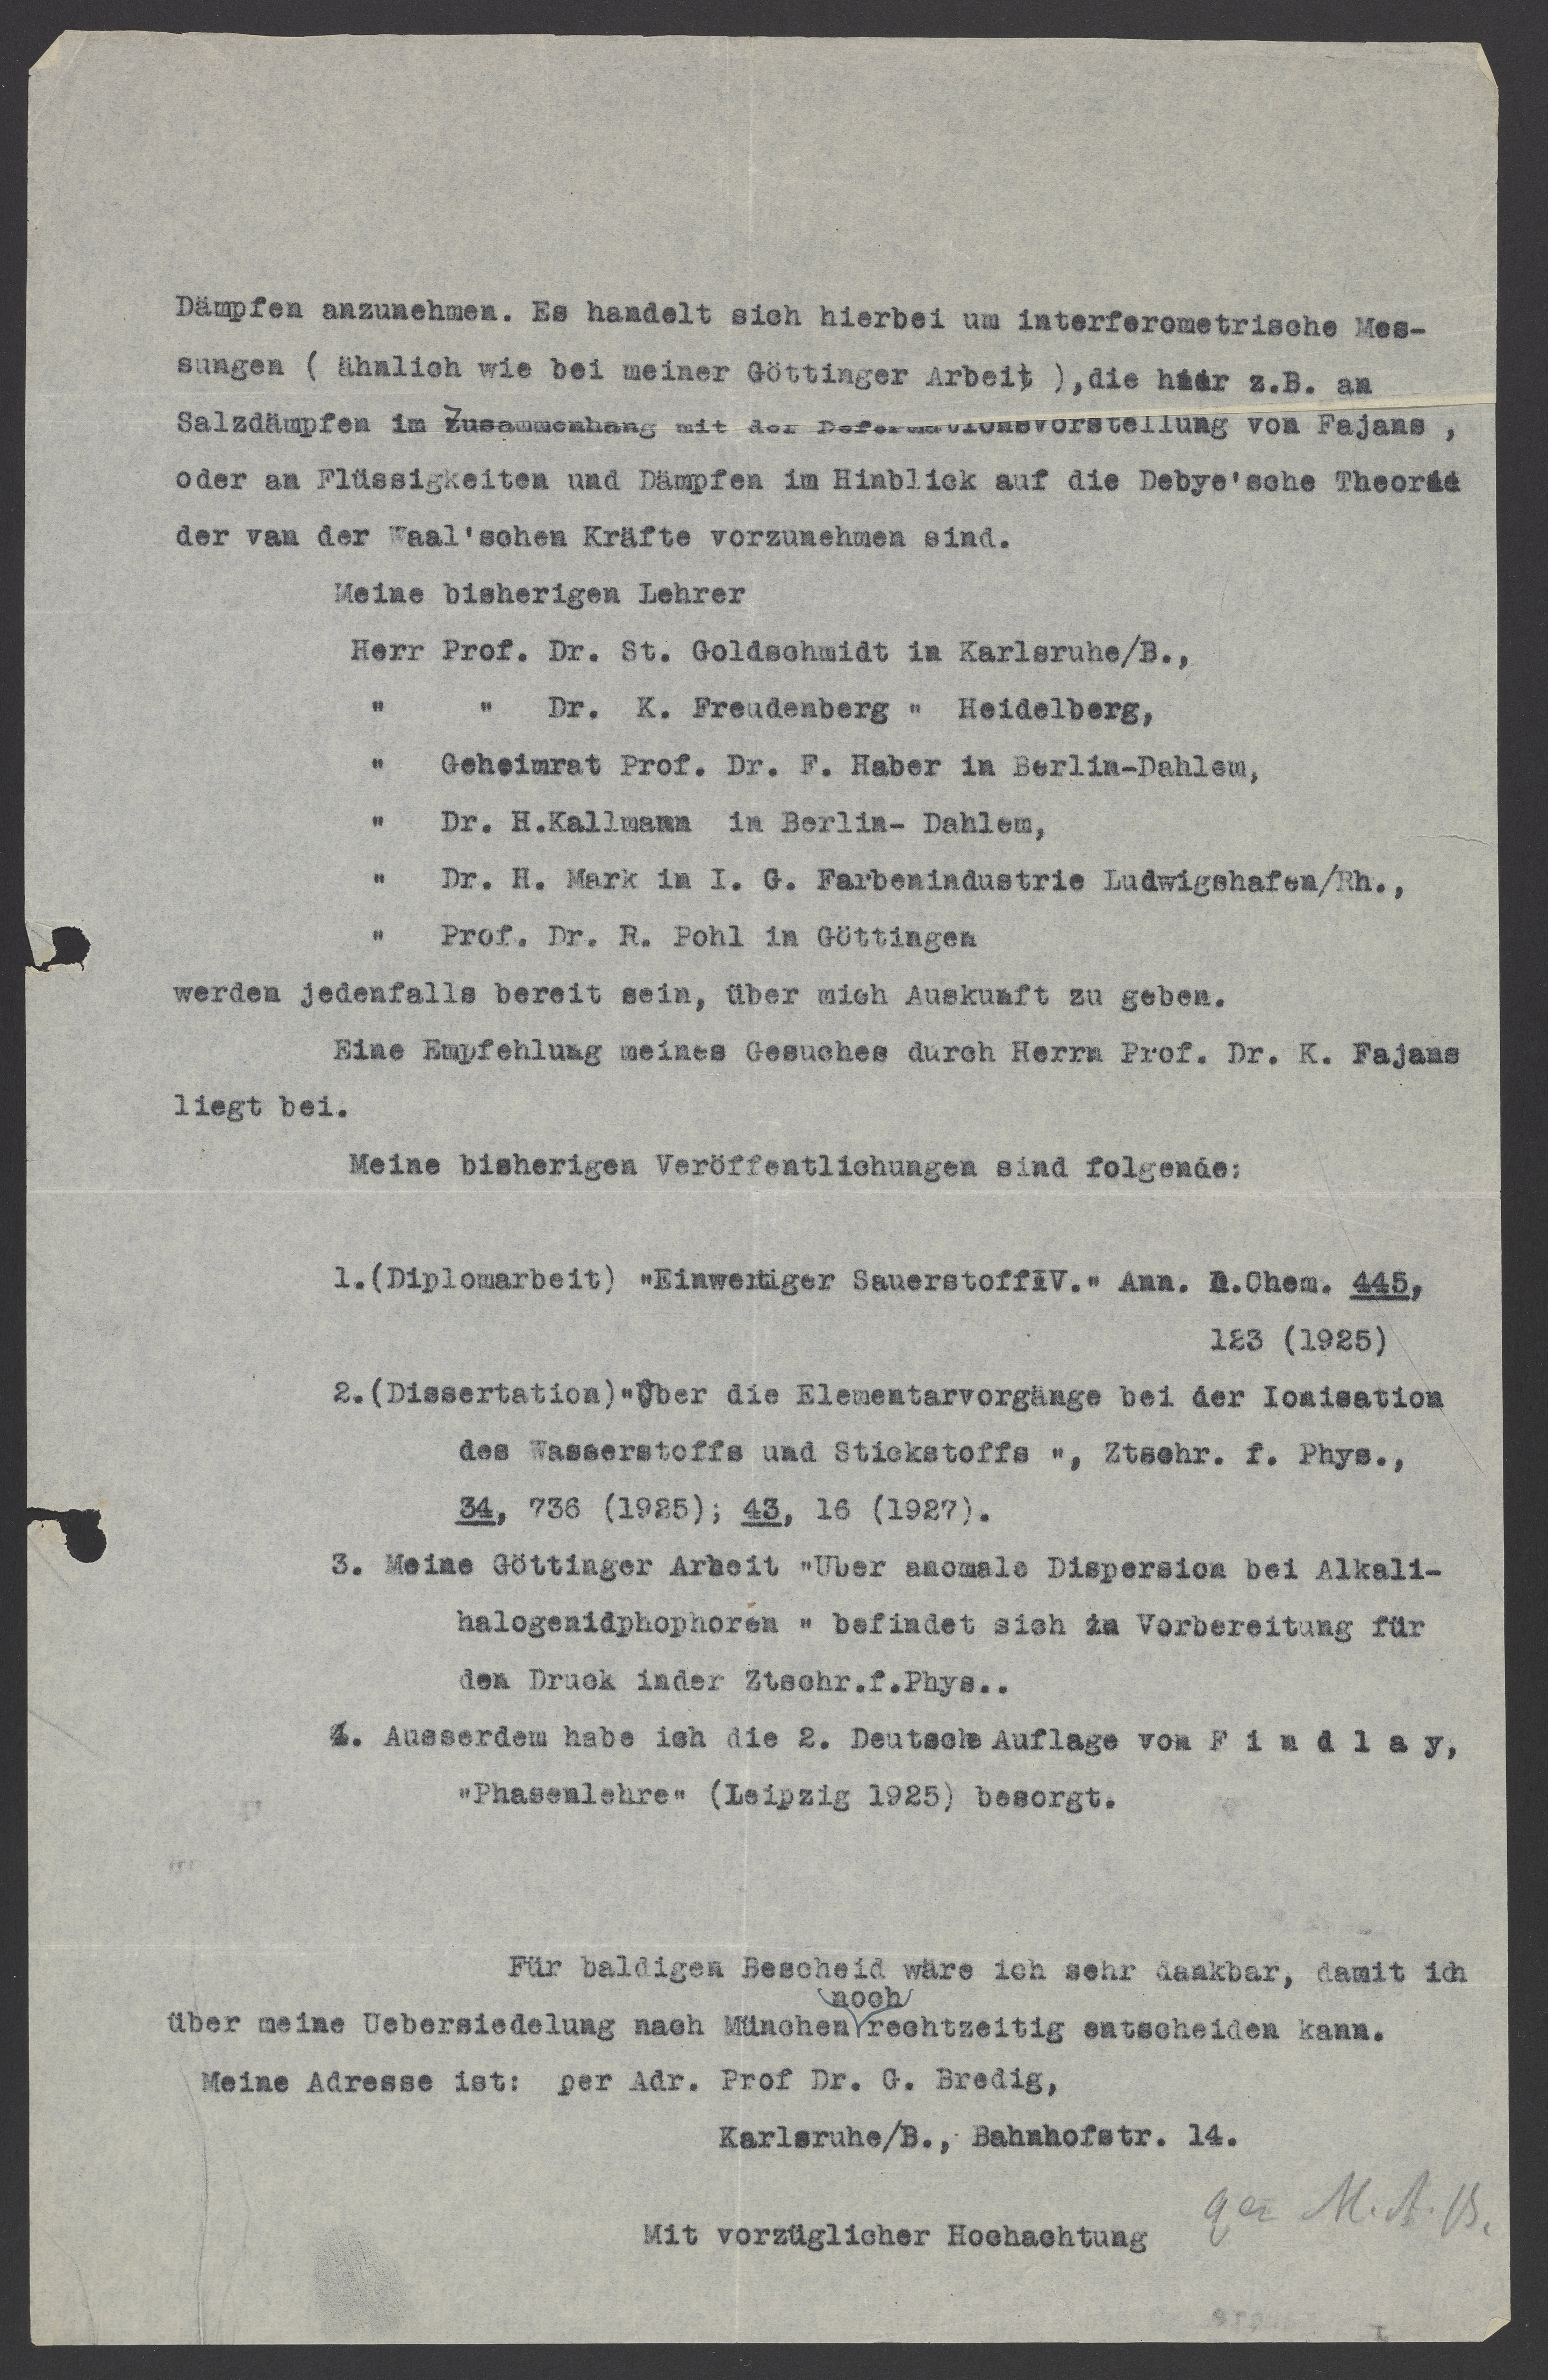 Dämpfen anzunehmen. Es handelt sich hierbei um interferometrische Mes-
sungen ( ähnlich wie bei meiner Göttinger Arbeit ),die hier z.B. an
Salzdämpfen im Zusammenhang mit der Deformationsvorstellung von Fajans ,
oder an Flüssigkeiten und Dämpfen im Hinblick auf die Debye'sche Theorie
der van der Waal'schen Kräfte vorzunehmen sind.
Meine bisherigen Lehrer
Herr Prof. Dr. St. Goldschmidt in Karlsruhe/B.,
" " Dr. K. Freudenberg " Heidelberg,
" Geheimrat Prof. Dr. F. Haber in Berlin-Dahlem,
" Dr. H.Kallmann in Berlin- Dahlem,
" Dr. H. Mark in I. G. Farbenindustrie Ludwigshafen/Rh.,
" Prof. Dr. R. Pohl in Göttingen
werden jedenfalls bereit sein, über mich Auskunft zu geben.
Eine Empfehlung meines Gesuches durch Herrn Prof. Dr. K. Fajans
liegt bei.
Meine bisherigen Veröffentlichungen sind folgende:
1.(Diplomarbeit) "Einwertiger Sauerstoff IV." Ann. d.Chem. 445,
123 (1925)
2.(Dissertation)"Über die Elementarvorgänge bei der Ionisation
des Wasserstoffs und Stickstoffs ", Ztschr. f. Phys.,
34, 736 (1925); 43, 16 (1927).
3. Meine Göttinger Arbeit "Uber anomale Dispersion bei Alkali-
halogenidphophoren " befindet sich in Vorbereitung für
den Druck inder Ztschr.f.Phys..
4. Ausserdem habe ich die 2. Deutsche Auflage von F i n d l a y,
"Phasenlehre" (Leipzig 1925) besorgt.
Für baldigen Bescheid wäre ich sehr dankbar, damit ich
noch
über meine Uebersiedelung nach München rechtzeitig entscheiden kann.
Meine Adresse ist: per Adr. Prof Dr. G. Bredig,
Karlsruhe/B., Bahnhofstr. 14.
gez M.A.B.
Mit vorzüglicher Hochachtung